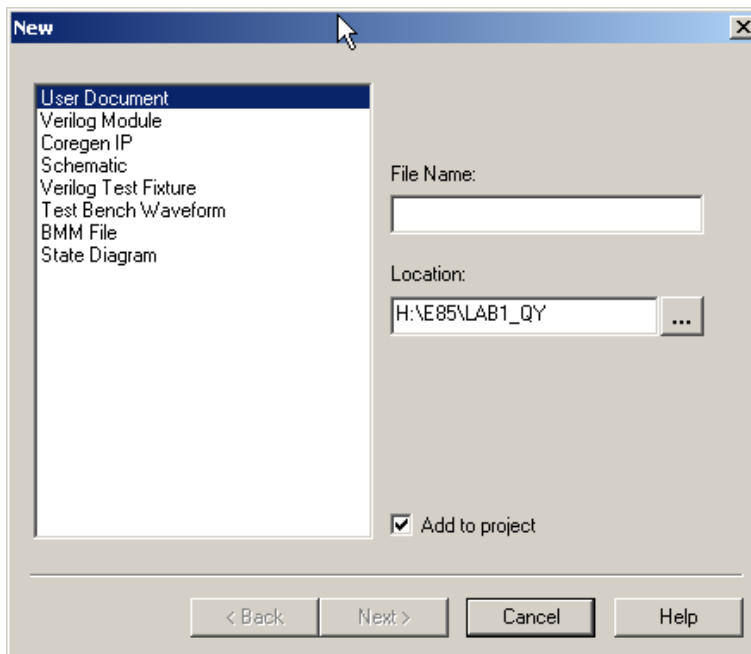 New
User Document
Verilog Module
Coregen IP
Schematic
Verilog Test Fixture
Test Bench Waveform
BMM File
State Diagram
File Name:
Location:
H:\E85\LAB1_QY
...
Add to project
< Back
Next >
Cancel
Help